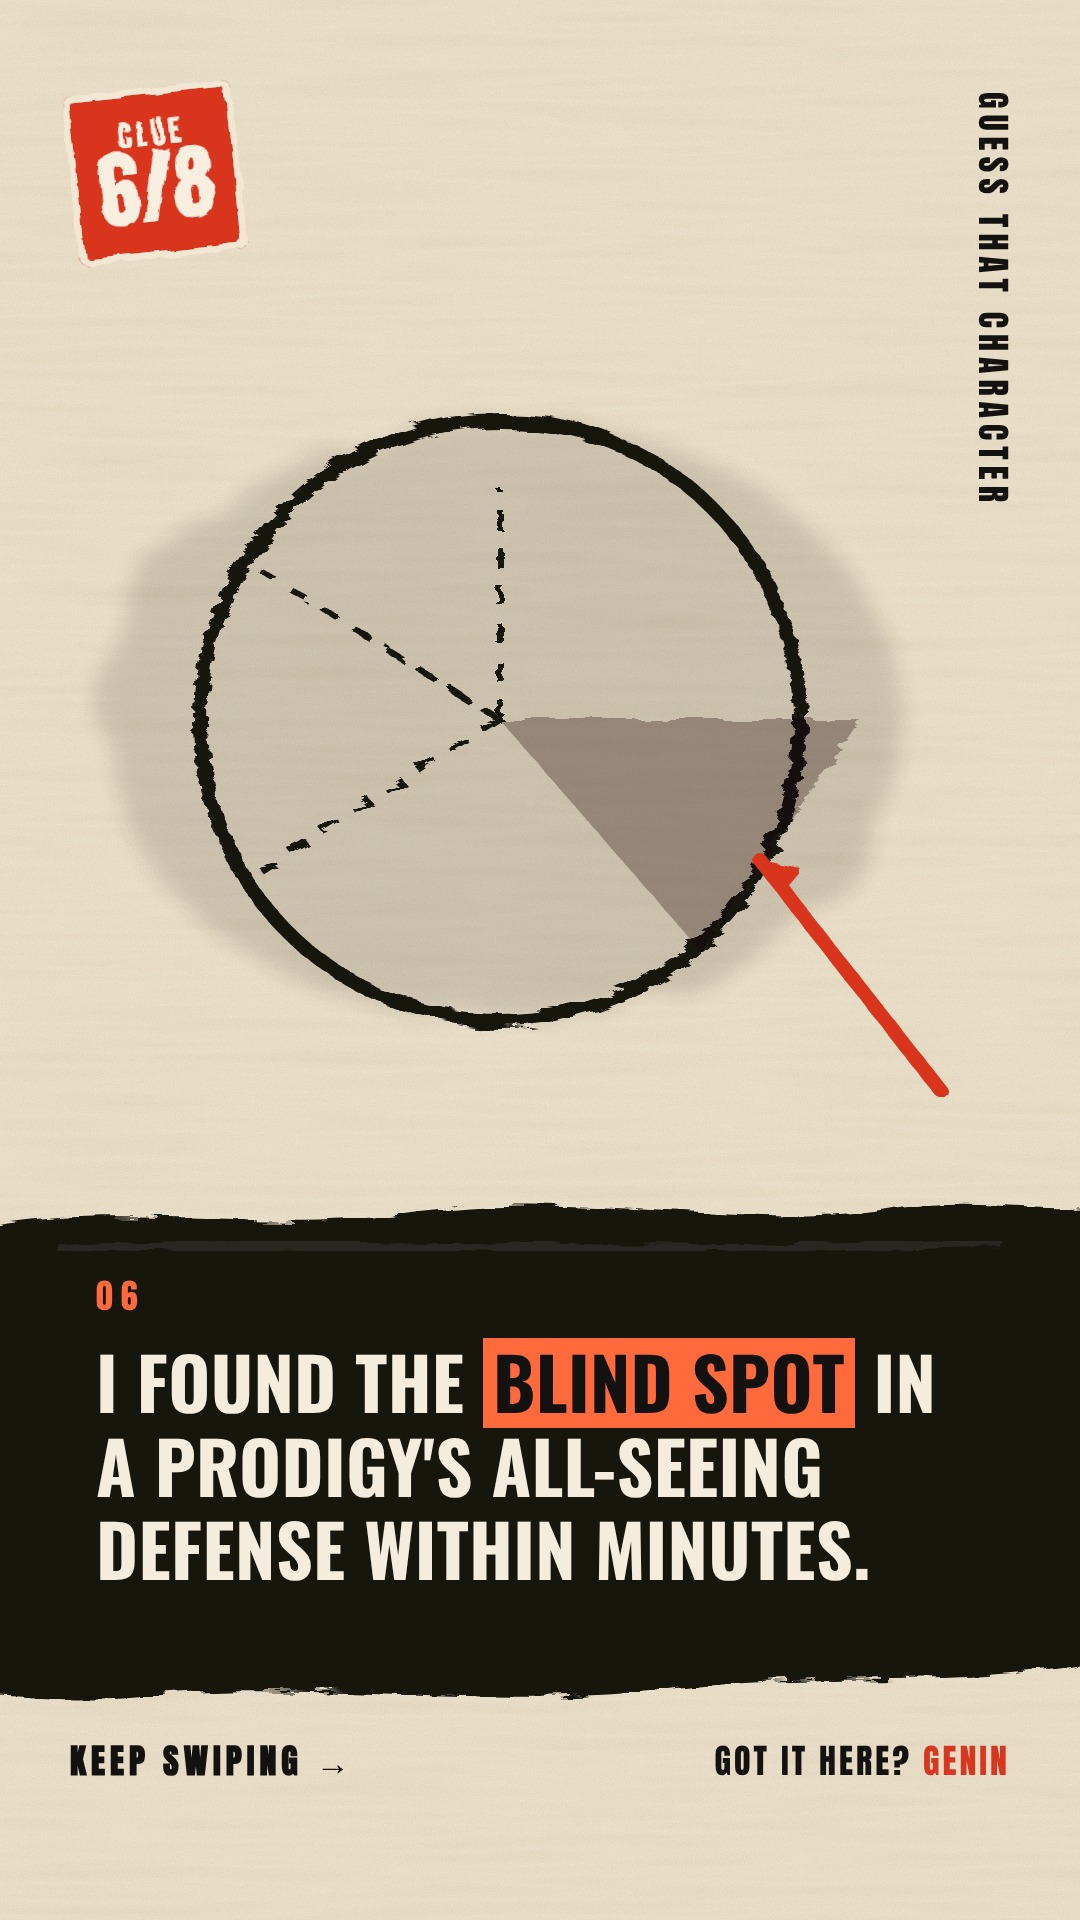 CLUE
6/8
GUESS THAT CHARACTER
06
I FOUND THE BLIND SPOT IN
A PRODIGY'S ALL-SEEING
DEFENSE WITHIN MINUTES.
KEEP SWIPING →
GOT IT HERE? GENIN